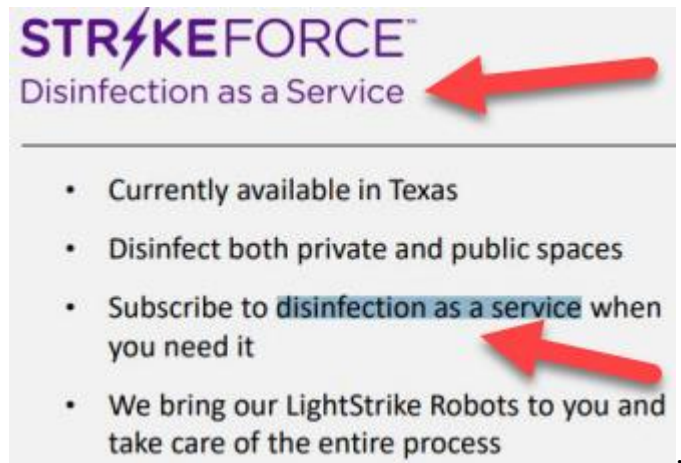 STRIKEFORCE™
Disinfection as a Service
• Currently available in Texas
• Disinfect both private and public spaces
• Subscribe to disinfection as a service when
you need it
• We bring our LightStrike Robots to you and
take care of the entire process
.